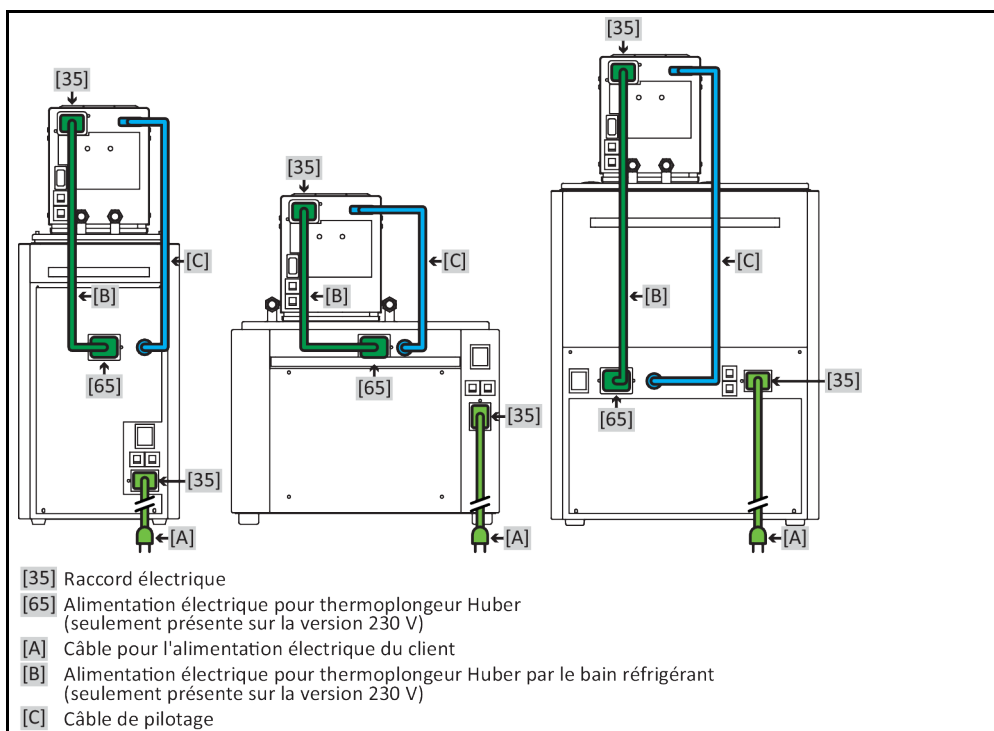 [35]
[35]
[35]
[C]
[C]
[C]
[B]
[B]
[B]
[65]
[65]
[65]
[35]
[35]
[35]
[A]
[A]
[A]
[35] Raccord électrique
[65] Alimentation électrique pour thermoplongeur Huber
(seulement présente sur la version 230 V)
[A] Câble pour l'alimentation électrique du client
[B] Alimentation électrique pour thermoplongeur Huber par le bain réfrigérant
(seulement présente sur la version 230 V)
[C] Câble de pilotage